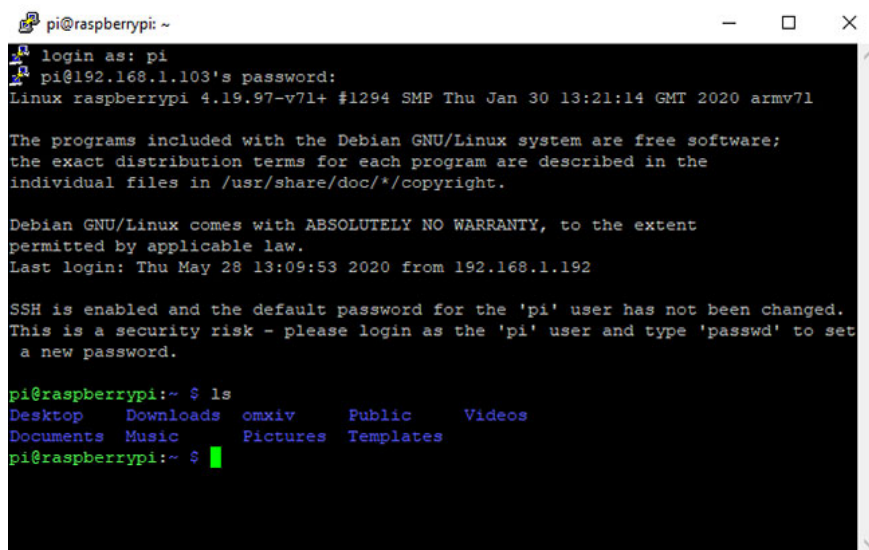 pi@raspberrypi: ~
login as: pi
pi@192.168.1.103's password:
Linux raspberrypi 4.19.97-v7l+ #1294 SMP Thu Jan 30 13:21:14 GMT 2020 armv7l
The programs included with the Debian GNU/Linux system are free software;
the exact distribution terms for each program are described in the
individual files in /usr/share/doc/*/copyright.
Debian GNU/Linux comes with ABSOLUTELY NO WARRANTY, to the extent
permitted by applicable law.
Last login: Thu May 28 13:09:53 2020 from 192.168.1.192
SSH is enabled and the default password for the 'pi' user has not been changed.
This is a security risk - please login as the 'pi' user and type 'passwd' to set
 a new password.
pi@raspberrypi:~ $ ls
Desktop    Downloads  omxiv     Public     Videos
Documents  Music      Pictures  Templates
pi@raspberrypi:~ $